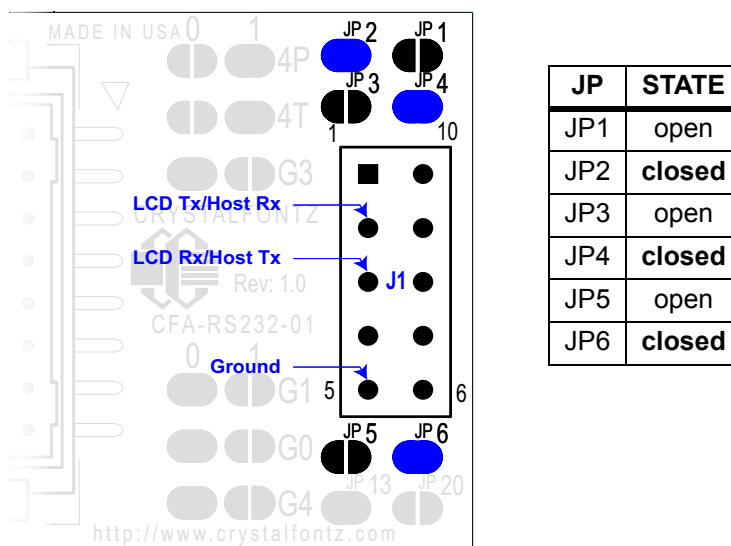 MADE IN USA
0 1
4P
4T
G3
JP2 JP1
JP3 JP4
1 10
LCD Tx/Host Rx
CRYSTALFONTZ
LCD Rx/Host Tx
J1
Rev: 1.0
CFA-RS232-01
0 1
Ground
G1
5 6
G0
JP5 JP6
G4
JP13 JP20
http://www.crystalfontz.com
JP STATE
JP1 open
JP2 closed
JP3 open
JP4 closed
JP5 open
JP6 closed